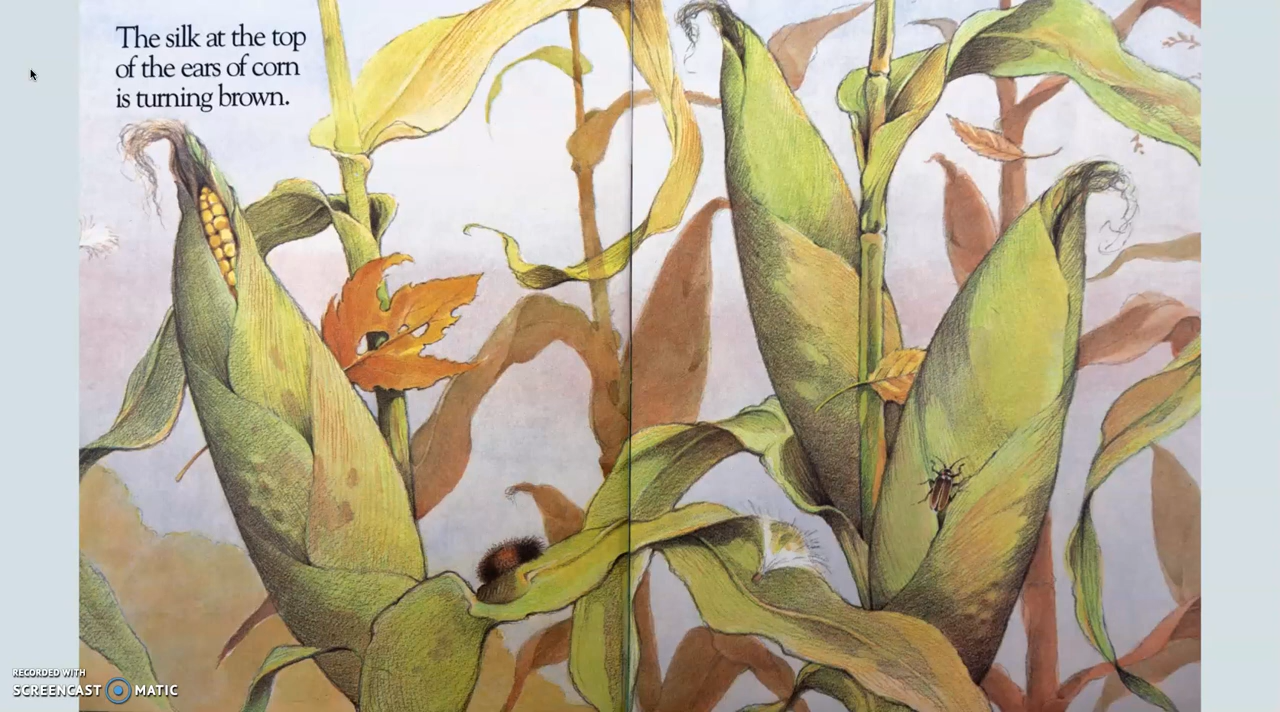 The silk at the top
of the ears of corn
is turning brown.
RECORDED WITH
SCREENCAST MATIC